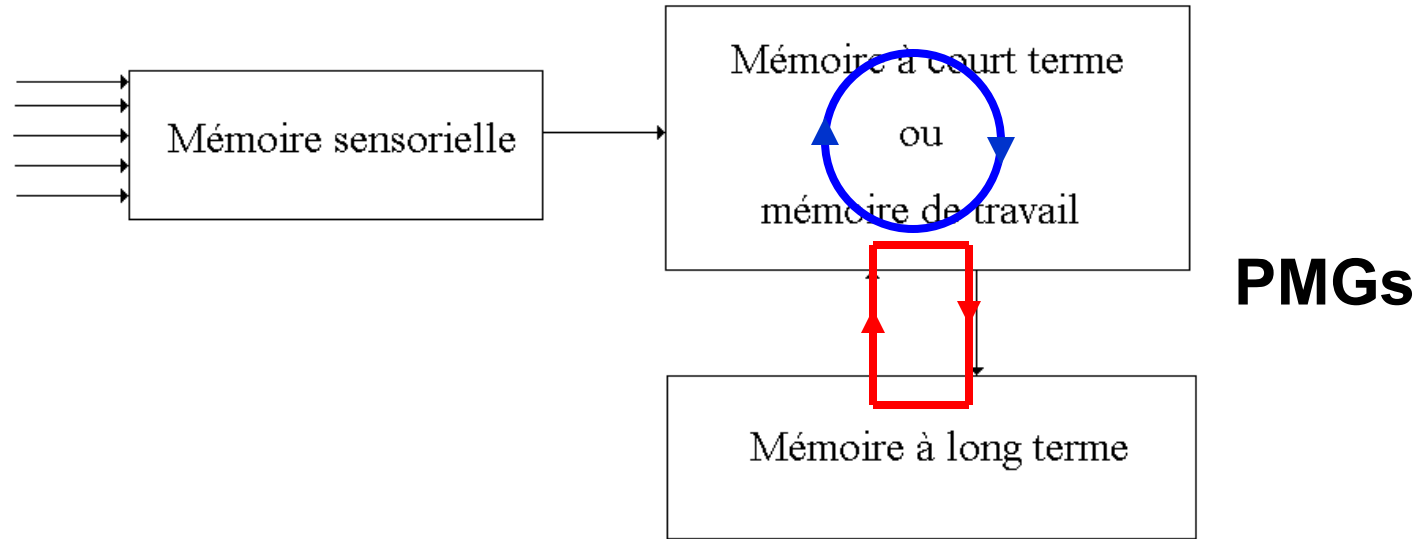 Mémoire sensorielle
Mémoire à court terme
ou
mémoire de travail
PMGs
Mémoire à long terme